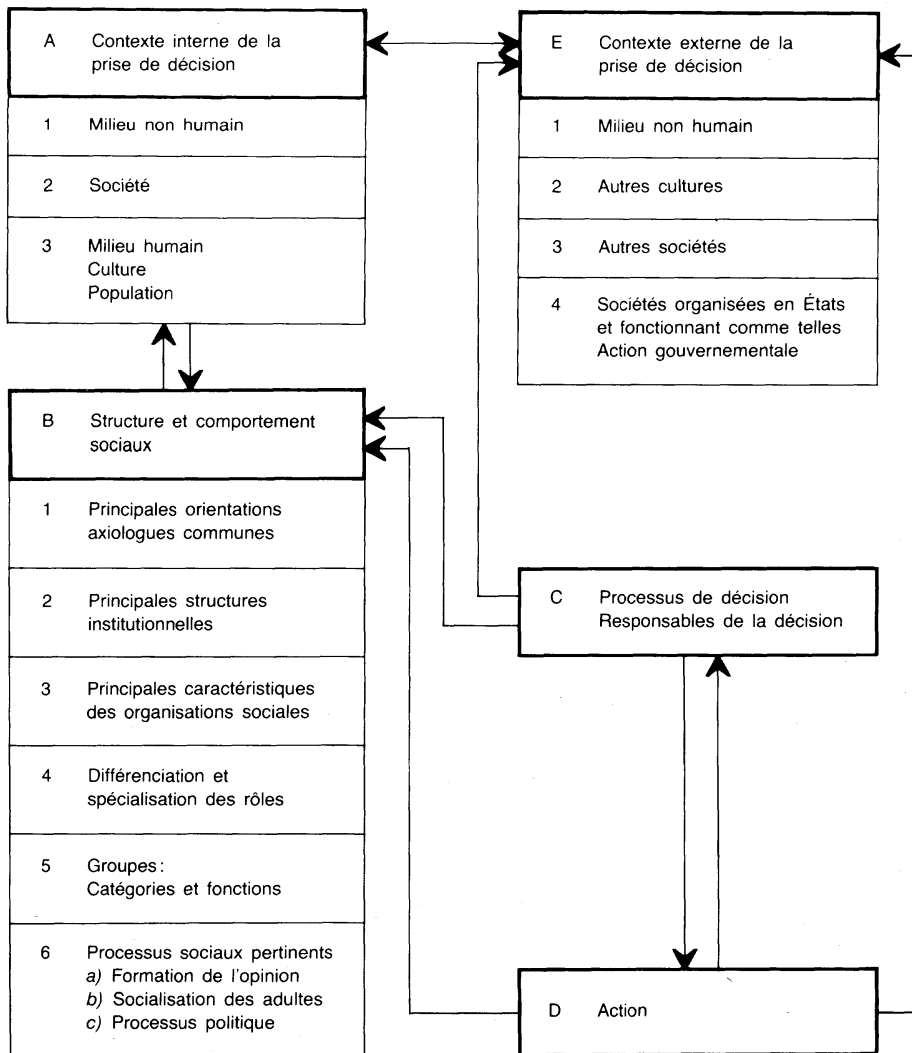 A Contexte interne de la
prise de décision
1 Milieu non humain
2 Société
3 Milieu humain
Culture
Population
B Structure et comportement
sociaux
1 Principales orientations
axiologues communes
2 Principales structures
institutionnelles
3 Principales caractéristiques
des organisations sociales
4 Différenciation et
spécialisation des rôles
5 Groupes:
Catégories et fonctions
6 Processus sociaux pertinents
a) Formation de l'opinion
b) Socialisation des adultes
c) Processus politique
E Contexte externe de la
prise de décision
1 Milieu non humain
2 Autres cultures
3 Autres sociétés
4 Sociétés organisées en États
et fonctionnant comme telles
Action gouvernementale
C Processus de décision
Responsables de la décision
D Action